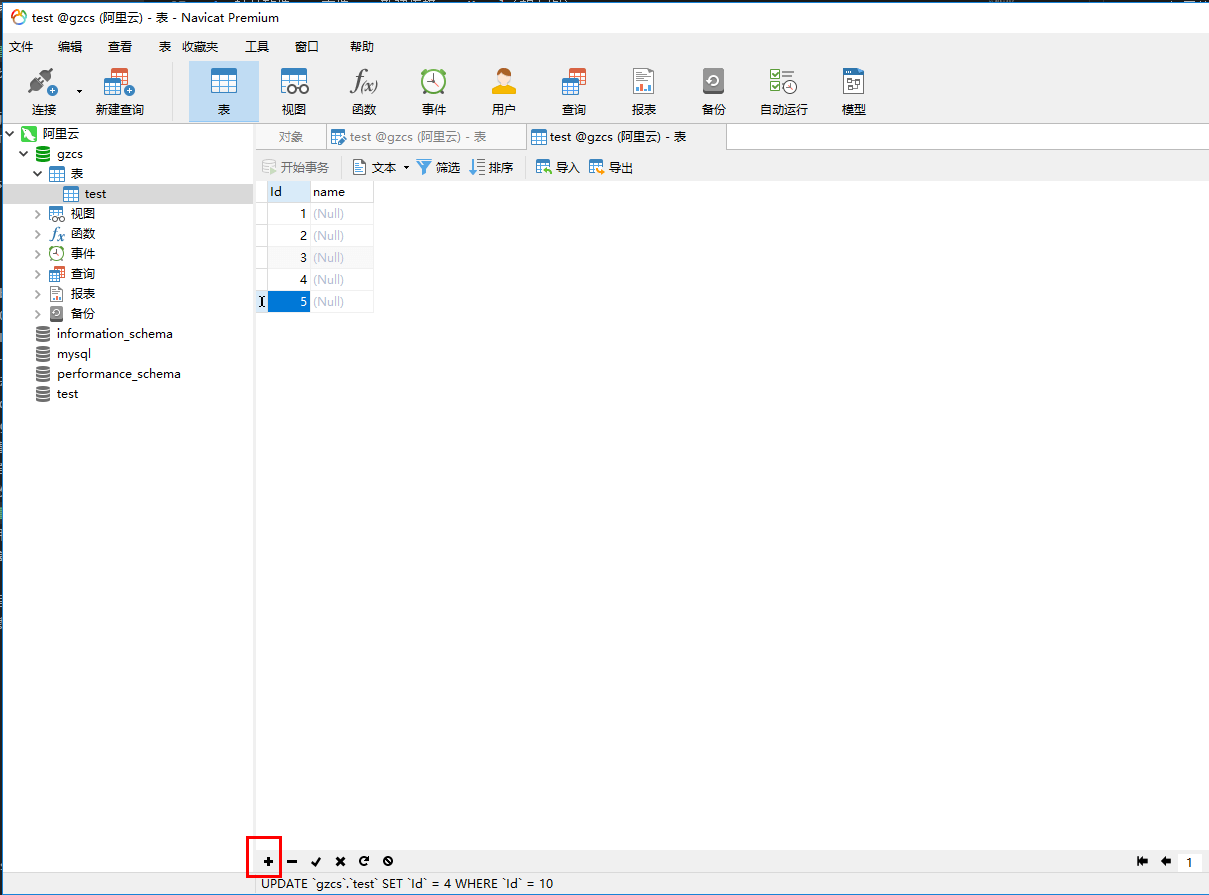 test @gzcs (阿里云) - 表 - Navicat Premium
文件 编辑 查看 表 收藏夹 工具 窗口 帮助
连接 新建查询 表 视图 函数 事件 用户 查询 报表 备份 自动运行 模型
阿里云
gzcs
表
test
视图
函数
事件
查询
报表
备份
information_schema
mysql
performance_schema
test
对象 test @gzcs (阿里云) - 表 test @gzcs (阿里云) - 表
开始事务 文本 筛选 排序 导入 导出
Id name
1 (Null)
2 (Null)
3 (Null)
4 (Null)
5 (Null)
1
UPDATE `gzcs`.`test` SET `Id` = 4 WHERE `Id` = 10